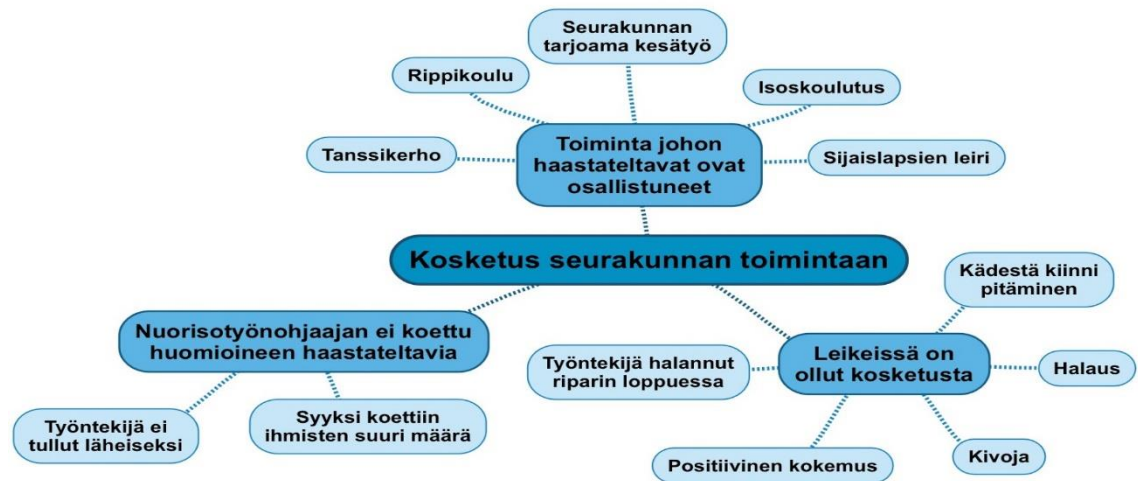 Seurakunnan
tarjoama kesätyö
Rippikoulu
Isoskoulutus
Tanssikerho
Toiminta johon
haastateltavat ovat
osallistuneet
Sijaislapsien leiri
Kosketus seurakunnan toimintaan
Kädestä kiinni
pitäminen
Nuorisotyönohjaajan ei koettu
huomioineen haastateltavia
Työntekijä halannut
riparin loppuessa
Leikeissä on
ollut kosketusta
Halaus
Työntekijä ei
tullut läheiseksi
Syyksi koettiin
ihmisten suuri määrä
Positiivinen kokemus
Kivoja